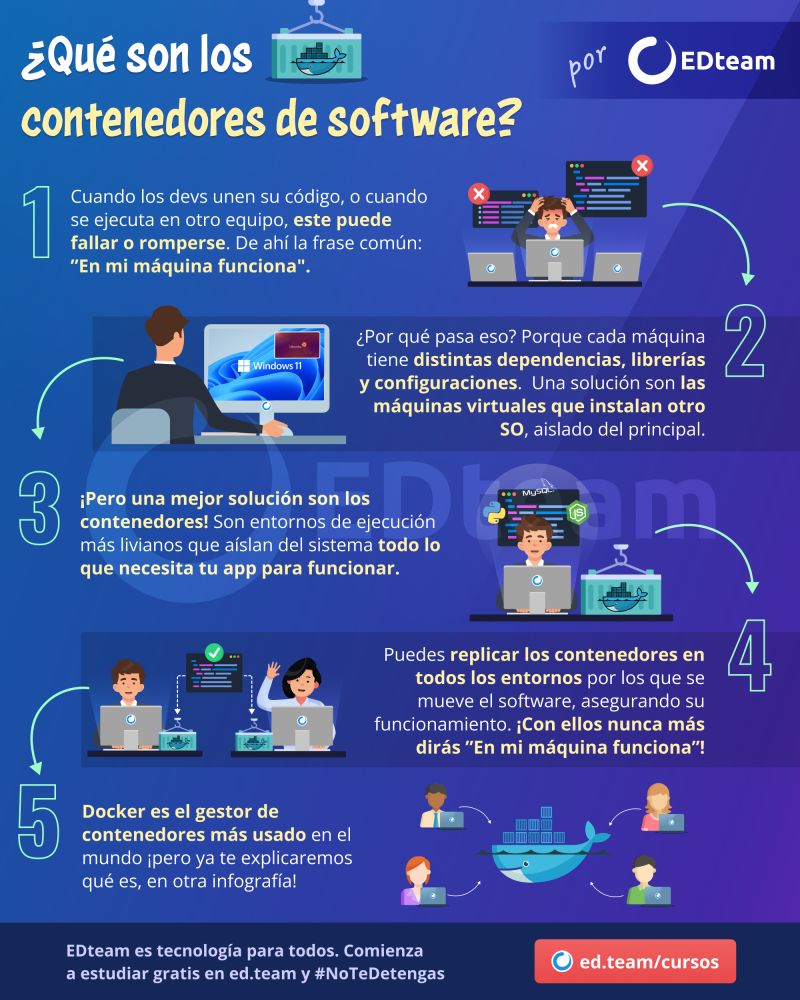 ¿Qué son los
contenedores de software?
por
EDteam
1
Cuando los devs unen su código, o cuando
se ejecuta en otro equipo, este puede
fallar o romperse. De ahí la frase común:
”En mi máquina funciona".
2
¿Por qué pasa eso? Porque cada máquina
tiene distintas dependencias, librerías
y configuraciones. Una solución son las
máquinas virtuales que instalan otro
SO, aislado del principal.
Windows 11
EDteam
3
¡Pero una mejor solución son los
contenedores! Son entornos de ejecución
más livianos que aíslan del sistema todo lo
que necesita tu app para funcionar.
MySQL
JS
4
Puedes replicar los contenedores en
todos los entornos por los que se
mueve el software, asegurando su
funcionamiento. ¡Con ellos nunca más
dirás ”En mi máquina funciona”!
5
Docker es el gestor de
contenedores más usado en el
mundo ¡pero ya te explicaremos
qué es, en otra infografía!
EDteam es tecnología para todos. Comienza
a estudiar gratis en ed.team y #NoTeDetengas
ed.team/cursos